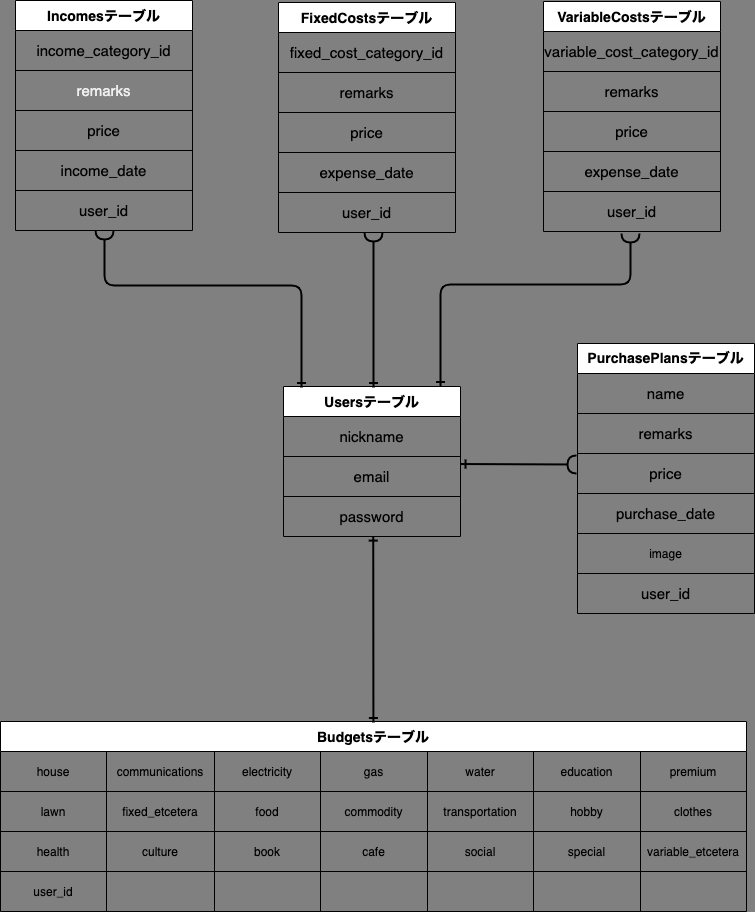 Incomesテーブル
income_category_id
remarks
price
income_date
user_id
FixedCostsテーブル
fixed_cost_category_id
remarks
price
expense_date
user_id
VariableCostsテーブル
variable_cost_category_id
remarks
price
expense_date
user_id
Usersテーブル
nickname
email
password
PurchasePlansテーブル
name
remarks
price
purchase_date
image
user_id
Budgetsテーブル
house communications electricity gas water education premium
lawn fixed_etcetera food commodity transportation hobby clothes
health culture book cafe social special variable_etcetera
user_id